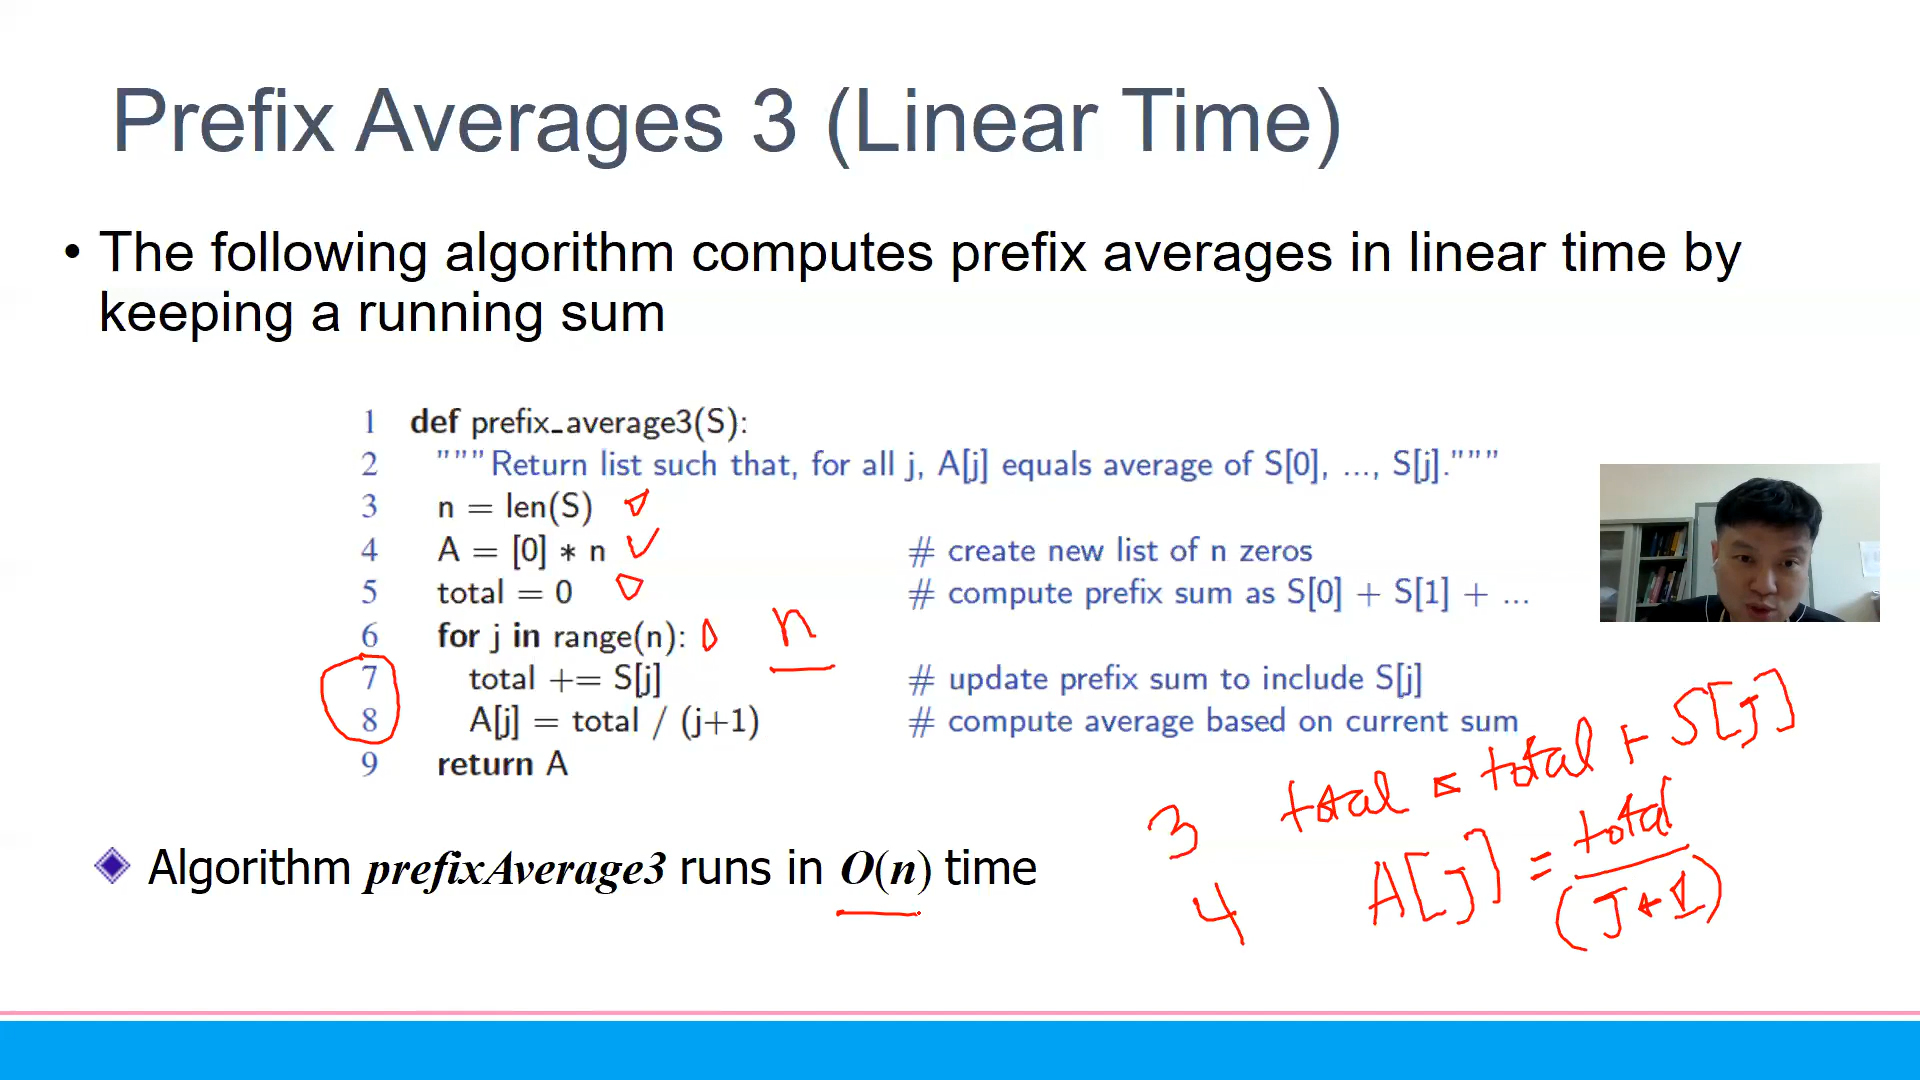 Prefix Averages 3 (Linear Time)
• The following algorithm computes prefix averages in linear time by
keeping a running sum
1 def prefix_average3(S):
2 """Return list such that, for all j, A[j] equals average of S[0], ..., S[j]."""
3 n = len(S)
4 A = [0] * n # create new list of n zeros
5 total = 0 # compute prefix sum as S[0] + S[1] + ...
6 for j in range(n): n
7 total += S[j] # update prefix sum to include S[j]
8 A[j] = total / (j+1) # compute average based on current sum
9 return A
3 total = total + S[j]
4 A[j] = total / (J+1)
Algorithm prefixAverage3 runs in O(n) time